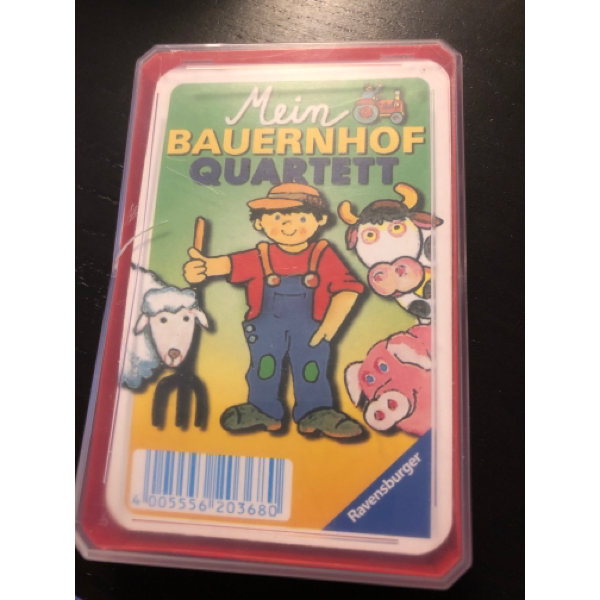 Mein
BAUERNHOF
QUARTETT
4 005556 203680
Ravensburger